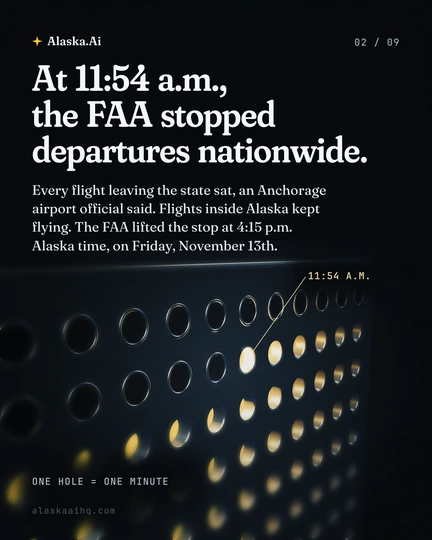 Alaska.Ai
02 / 09
At 11:54 a.m.,
the FAA stopped
departures nationwide.
Every flight leaving the state sat, an Anchorage
airport official said. Flights inside Alaska kept
flying. The FAA lifted the stop at 4:15 p.m.
Alaska time, on Friday, November 13th.
11:54 A.M.
ONE HOLE = ONE MINUTE
alaskaaihq.com